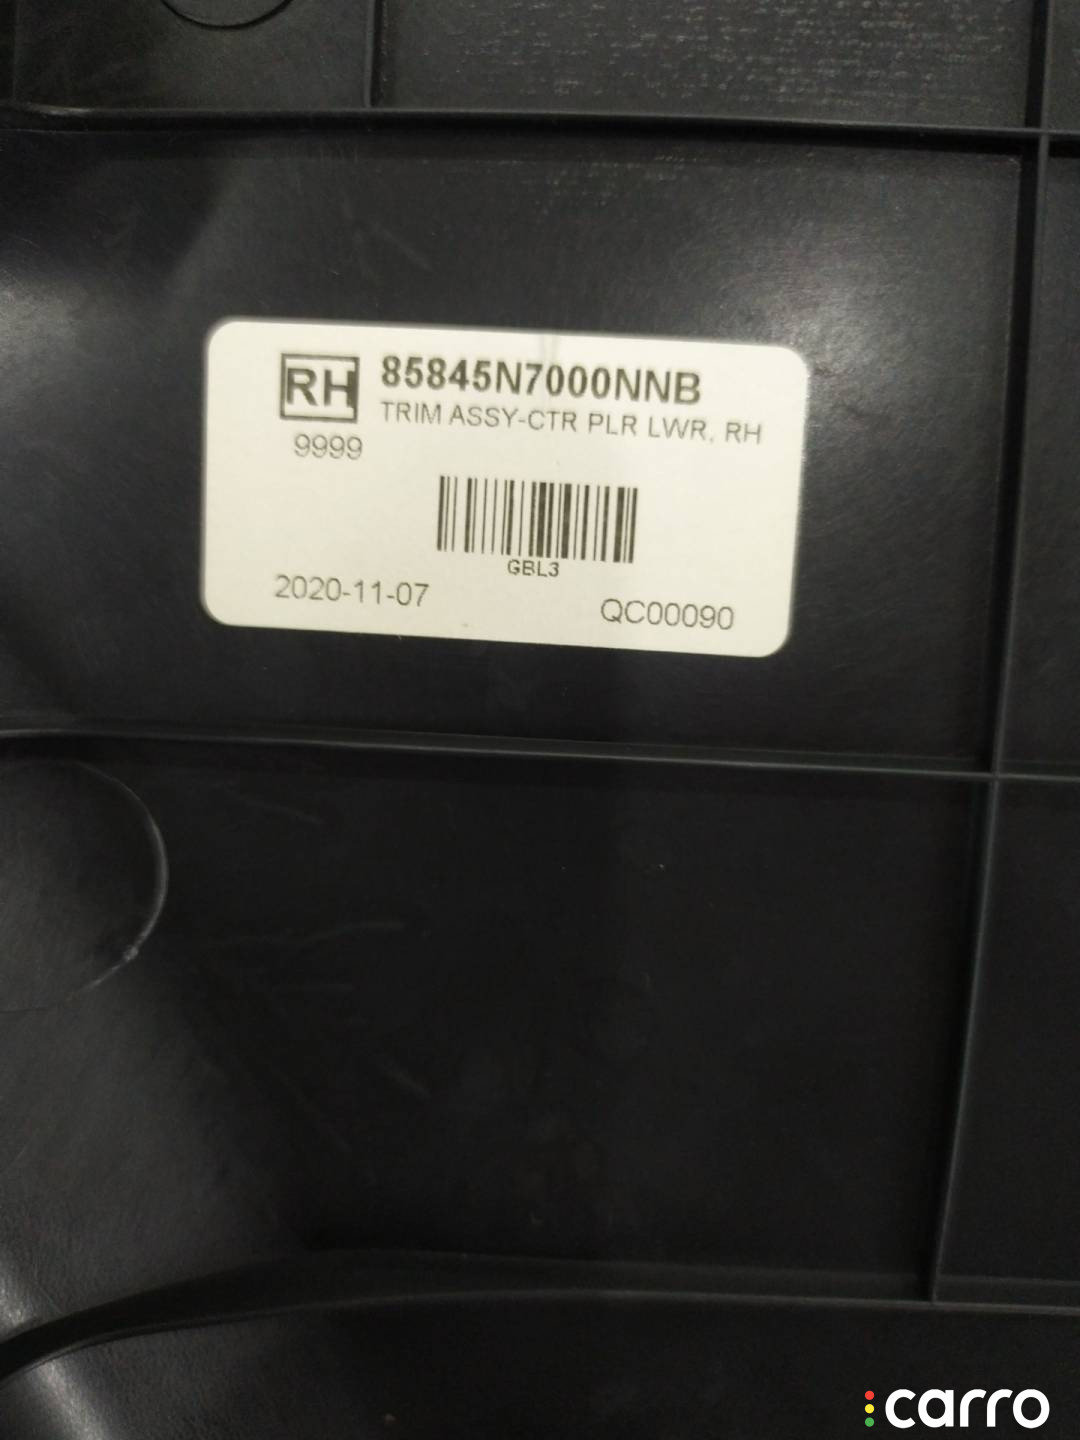 RH
85845N7000NNB
TRIM ASSY-CTR PLR LWR, RH
9999
GBL3
2020-11-07
QC00090
carro